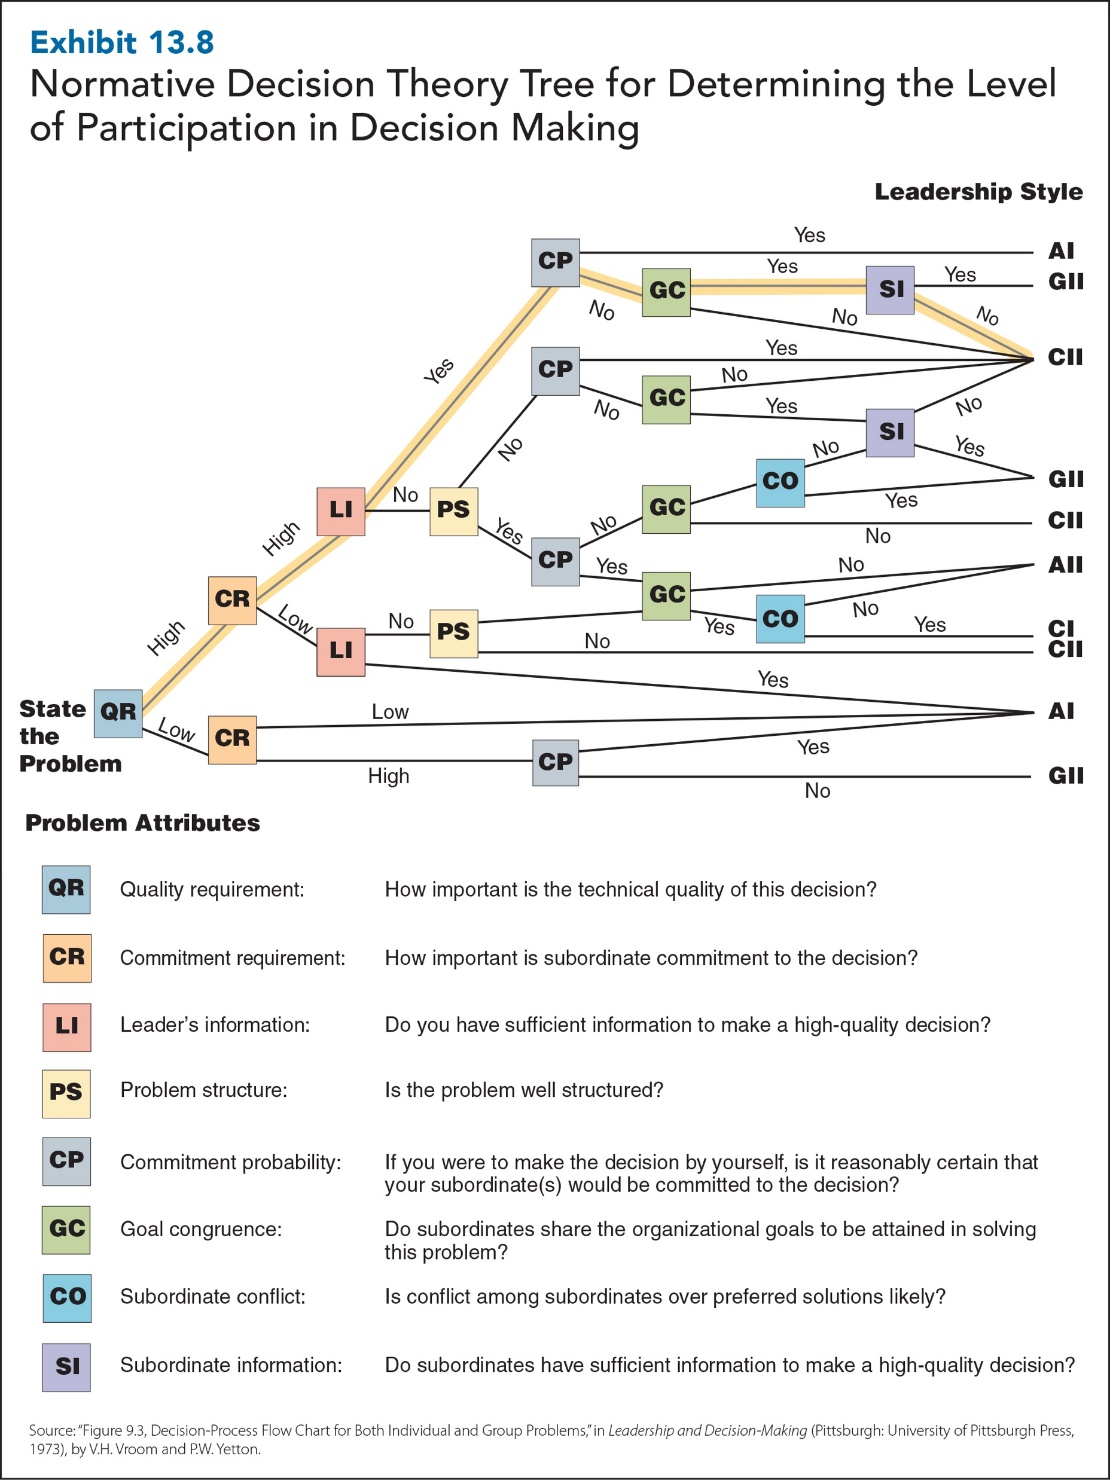 Exhibit 13.8
Normative Decision Theory Tree for Determining the Level
of Participation in Decision Making
Leadership Style
Yes
AI
CP
Yes
Yes
GII
GC
SI
No
No
No
Yes
Yes
CII
CP
No
GC
No
Yes
No
SI
No
No
Yes
CO
GII
High
LI
No
PS
GC
Yes
Yes
No
CII
No
CP
Yes
No
AII
CR
GC
High
Low
No
PS
Yes
CO
No
Yes
CI
LI
No
CII
Yes
State
the
Problem
QR
Low
CR
Low
AI
High
CP
Yes
GII
No
Problem Attributes
QR Quality requirement: How important is the technical quality of this decision?
CR Commitment requirement: How important is subordinate commitment to the decision?
LI Leader's information: Do you have sufficient information to make a high-quality decision?
PS Problem structure: Is the problem well structured?
CP Commitment probability: If you were to make the decision by yourself, is it reasonably certain that
your subordinate(s) would be committed to the decision?
GC Goal congruence: Do subordinates share the organizational goals to be attained in solving
this problem?
CO Subordinate conflict: Is conflict among subordinates over preferred solutions likely?
SI Subordinate information: Do subordinates have sufficient information to make a high-quality decision?
Source: "Figure 9.3, Decision-Process Flow Chart for Both Individual and Group Problems," in Leadership and Decision-Making (Pittsburgh: University of Pittsburgh Press,
1973), by V.H. Vroom and P.W. Yetton.